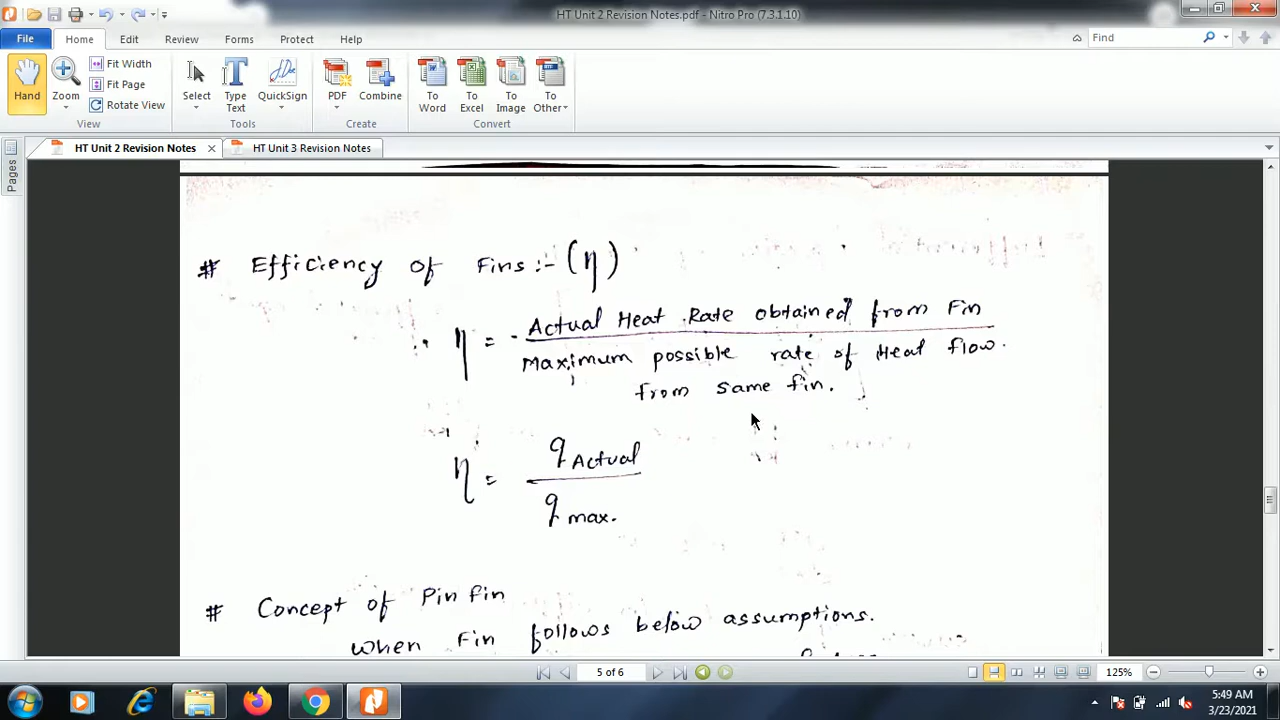 HT Unit 2 Revision Notes.pdf - Nitro Pro (7.3.1.10)
File Home Edit Review Forms Protect Help Find
Hand Zoom Fit Width Fit Page Rotate View Select Type Text QuickSign PDF Combine To Word To Excel To Image To Other
View Tools Create Convert
HT Unit 2 Revision Notes HT Unit 3 Revision Notes
Pages
# Efficiency of Fins :- (η)
η = Actual Heat Rate obtained from Fin
Maximum possible rate of Heat flow
from same fin.
η = q Actual
q max.
# Concept of Pin fin
when Fin follows below assumptions.
5 of 6 125%
5:49 AM
3/23/2021